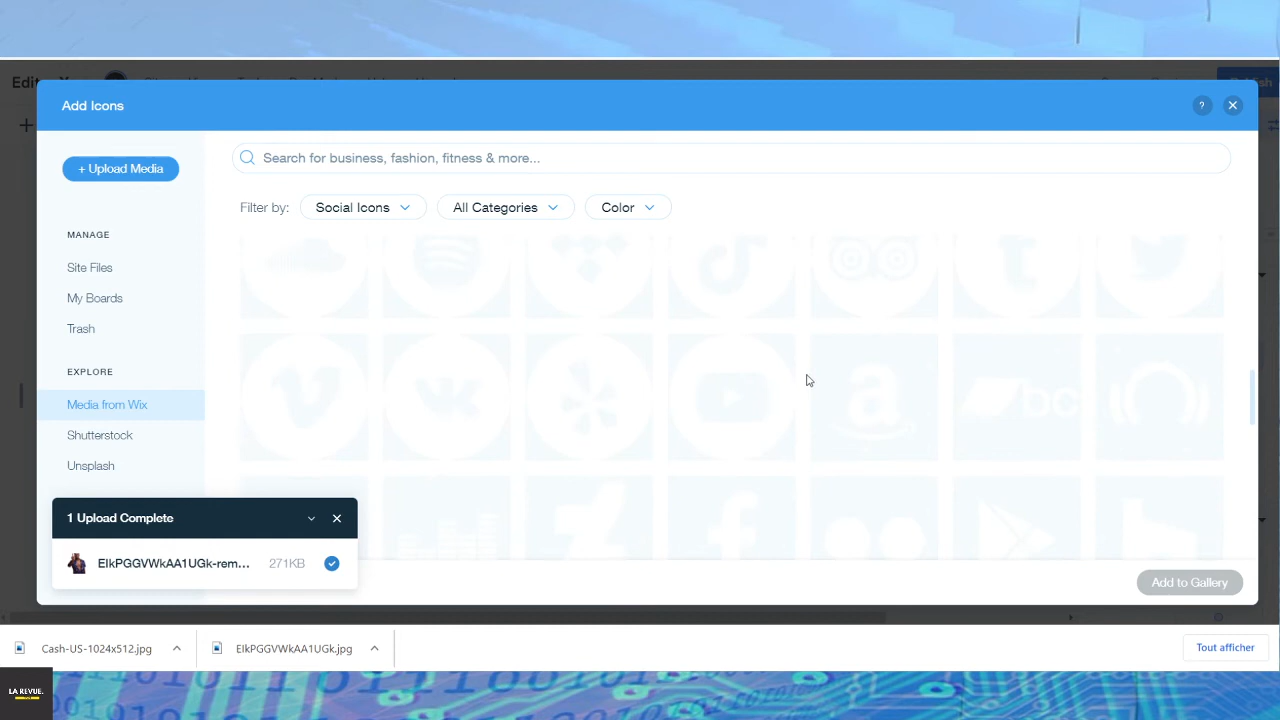 Add Icons
?
+ Upload Media
Search for business, fashion, fitness & more...
Filter by:
Social Icons
All Categories
Color
MANAGE
Site Files
My Boards
Trash
EXPLORE
Media from Wix
Shutterstock
Unsplash
bc
1 Upload Complete
ElkPGGVWkAA1UGk-rem...
271KB
Add to Gallery
Cash-US-1024x512.jpg
ElkPGGVWkAA1UGk.jpg
Tout afficher
LA REVUE.